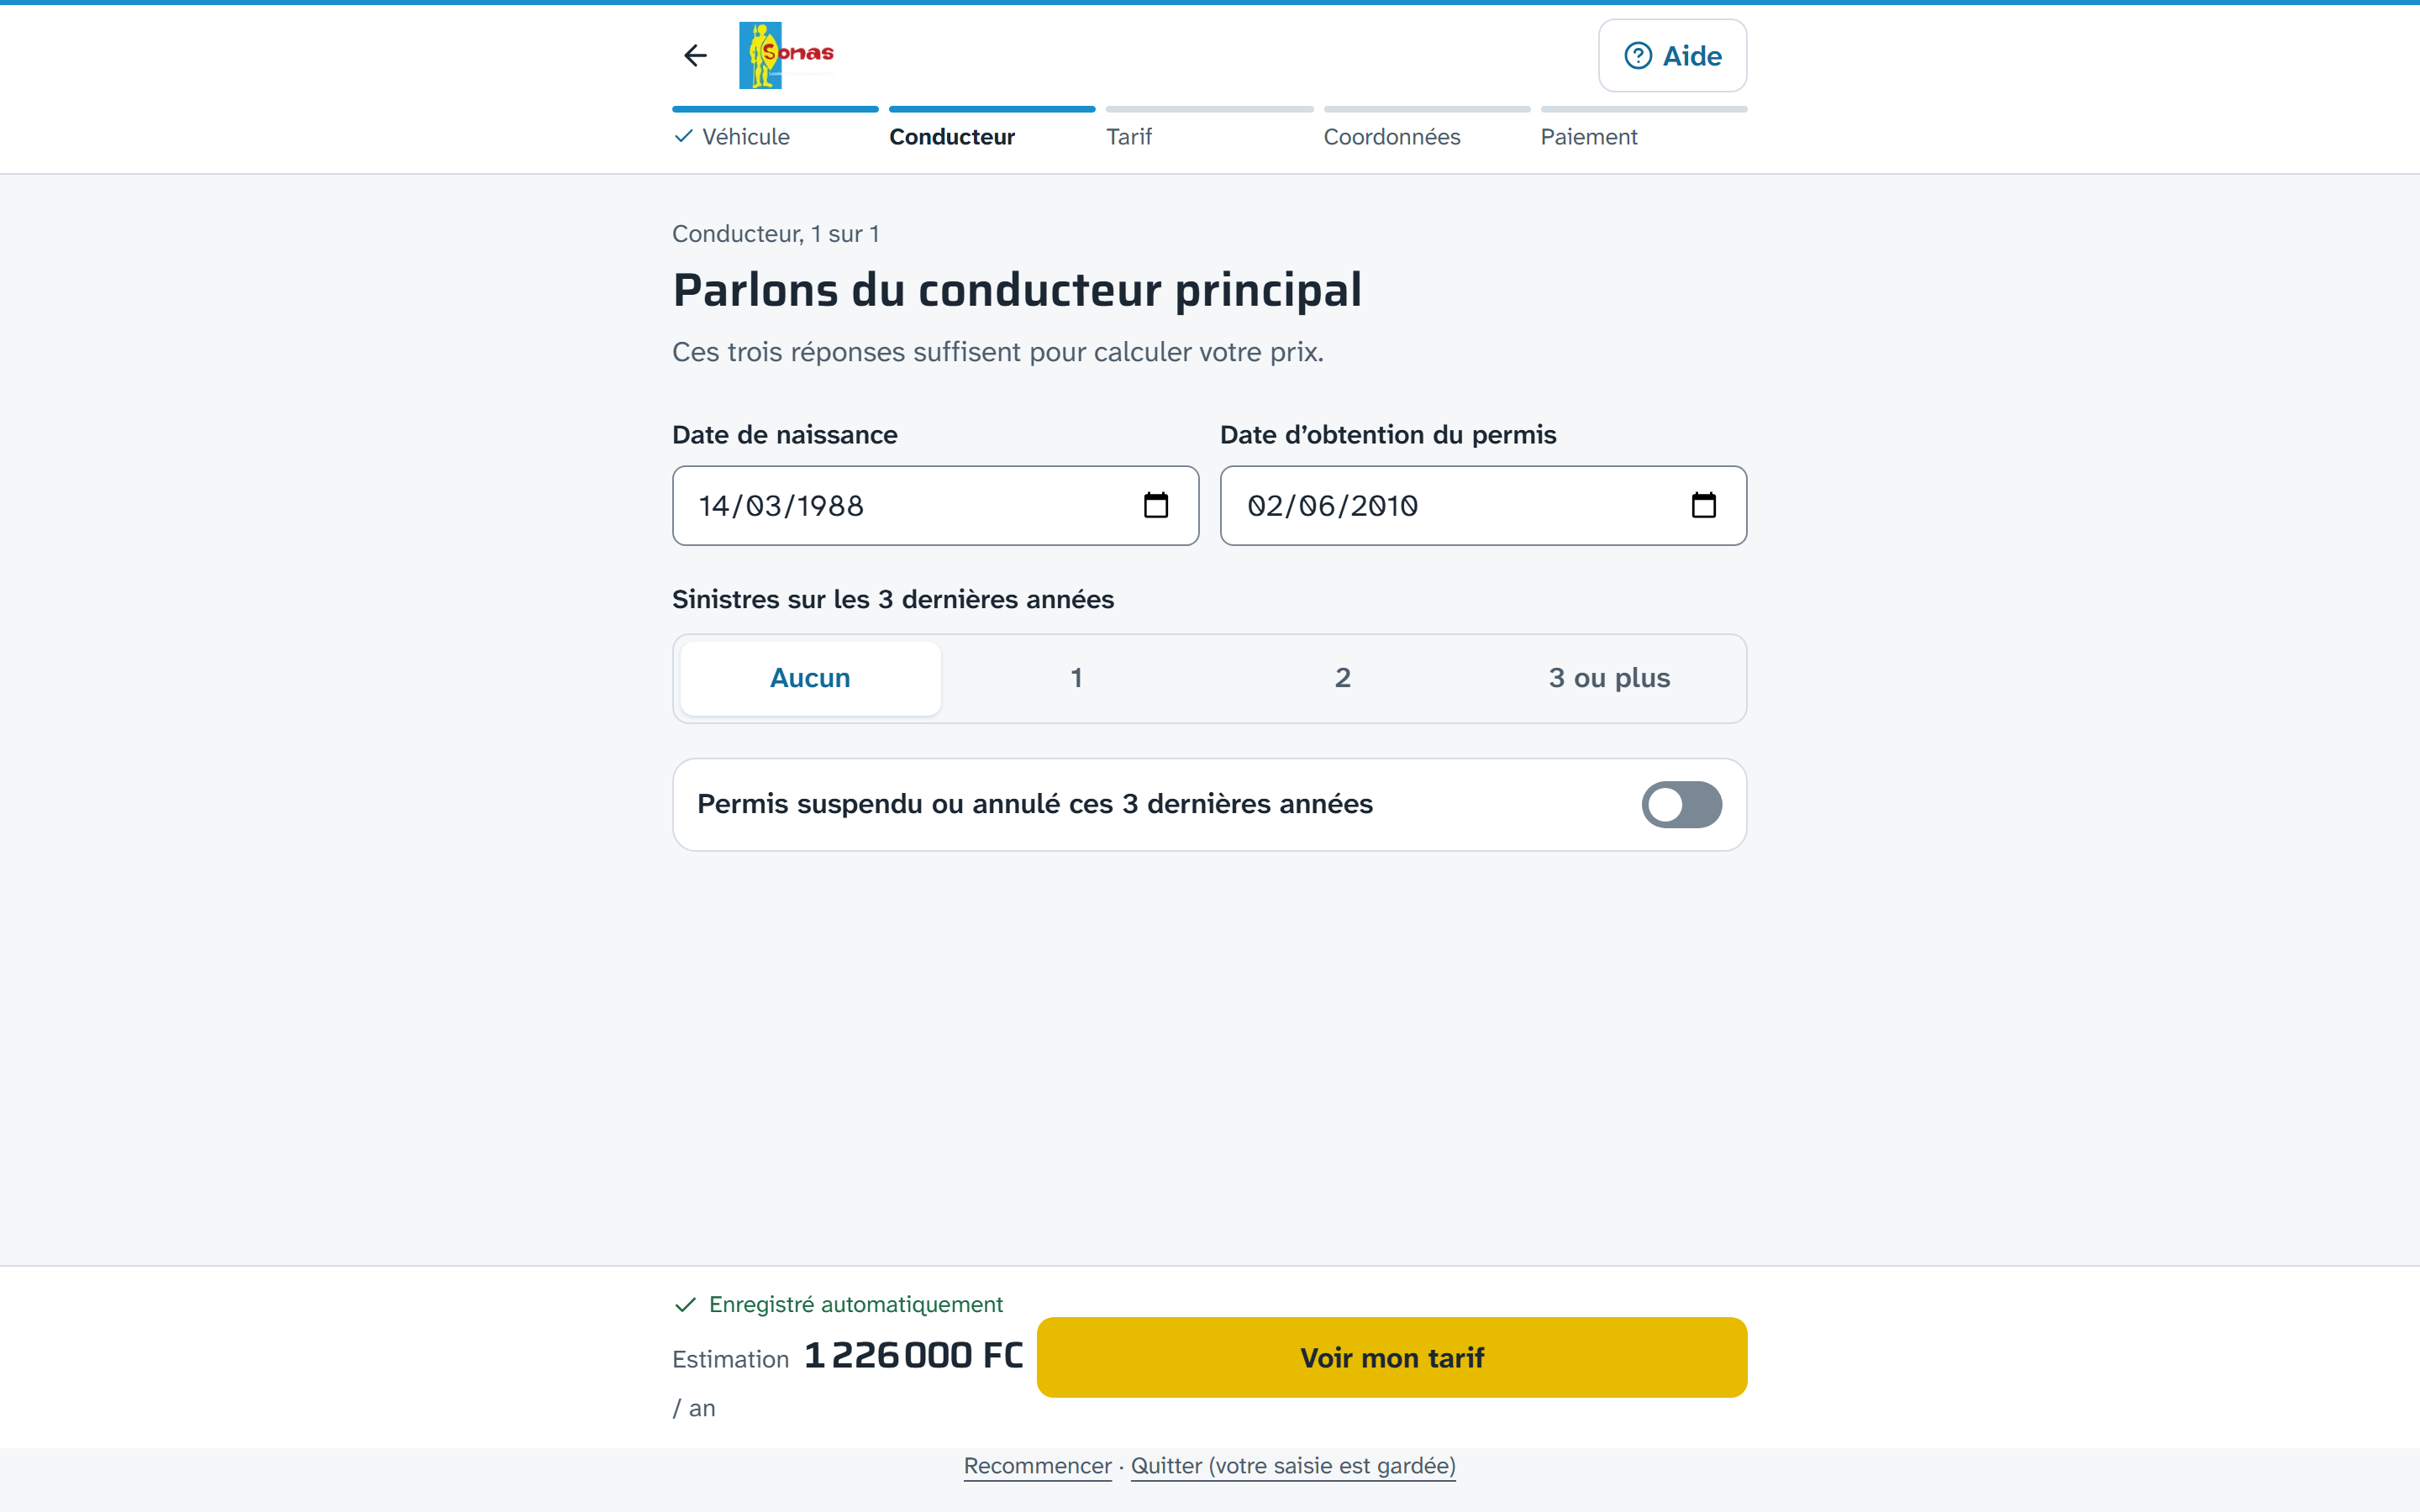 Sonas
Aide
Véhicule
Conducteur
Tarif
Coordonnées
Paiement
Conducteur, 1 sur 1
Parlons du conducteur principal
Ces trois réponses suffisent pour calculer votre prix.
Date de naissance
Date d’obtention du permis
14/03/1988
02/06/2010
Sinistres sur les 3 dernières années
Aucun
1
2
3 ou plus
Permis suspendu ou annulé ces 3 dernières années
Enregistré automatiquement
Estimation 1 226 000 FC
/ an
Voir mon tarif
Recommencer · Quitter (votre saisie est gardée)